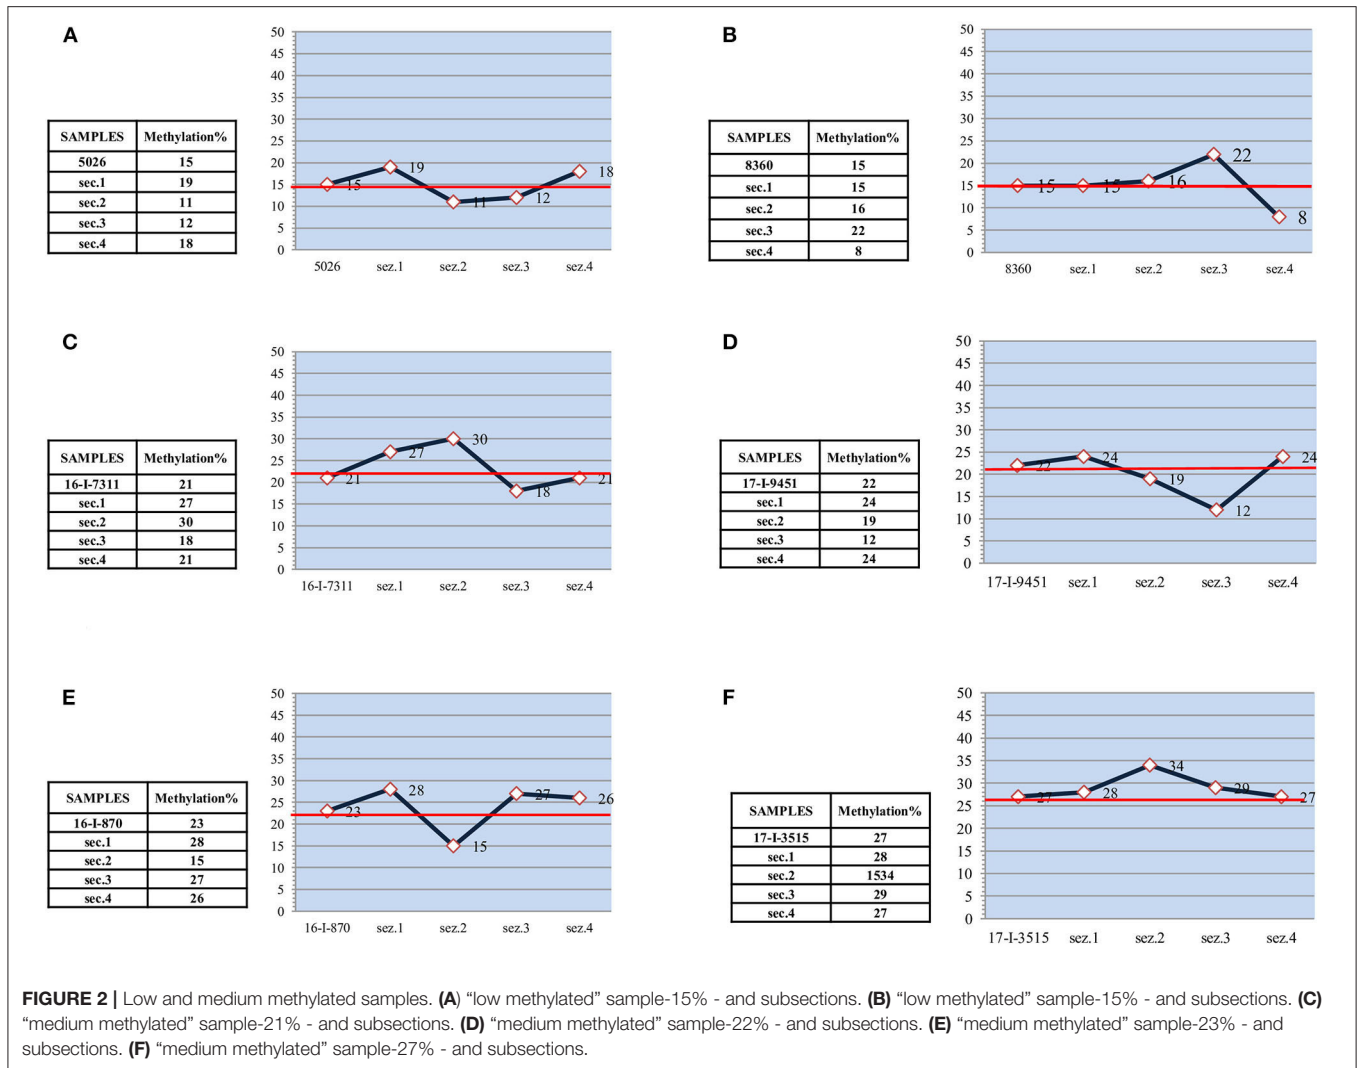 A
50
45
40
35
30
25
20
15
10
5
0
SAMPLES Methylation%
5026 15
sec.1 19
sec.2 11
sec.3 12
sec.4 18
15 19 11 12 18
5026 sez.1 sez.2 sez.3 sez.4
B
50
45
40
35
30
25
20
15
10
5
0
SAMPLES Methylation%
8360 15
sec.1 15
sec.2 16
sec.3 22
sec.4 8
15 15 16 22 8
8360 sez.1 sez.2 sez.3 sez.4
C
50
45
40
35
30
25
20
15
10
5
0
SAMPLES Methylation%
16-I-7311 21
sec.1 27
sec.2 30
sec.3 18
sec.4 21
21 27 30 18 21
16-I-7311 sez.1 sez.2 sez.3 sez.4
D
50
45
40
35
30
25
20
15
10
5
0
SAMPLES Methylation%
17-I-9451 22
sec.1 24
sec.2 19
sec.3 12
sec.4 24
22 24 19 12 24
17-I-9451 sez.1 sez.2 sez.3 sez.4
E
50
45
40
35
30
25
20
15
10
5
0
SAMPLES Methylation%
16-I-870 23
sec.1 28
sec.2 15
sec.3 27
sec.4 26
23 28 15 27 26
16-I-870 sez.1 sez.2 sez.3 sez.4
F
50
45
40
35
30
25
20
15
10
5
0
SAMPLES Methylation%
17-I-3515 27
sec.1 28
sec.2 1534
sec.3 29
sec.4 27
27 28 34 29 27
17-I-3515 sez.1 sez.2 sez.3 sez.4
FIGURE 2 | Low and medium methylated samples. (A) “low methylated” sample-15% - and subsections. (B) “low methylated” sample-15% - and subsections. (C)
“medium methylated” sample-21% - and subsections. (D) “medium methylated” sample-22% - and subsections. (E) “medium methylated” sample-23% - and
subsections. (F) “medium methylated” sample-27% - and subsections.